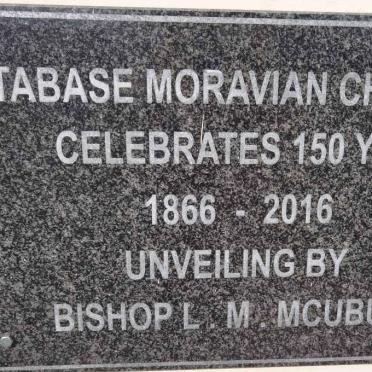 TABASE MORAVIAN CH
CELEBRATES 150 Y
1866 - 2016
UNVEILING BY
BISHOP L . M . MCUBU